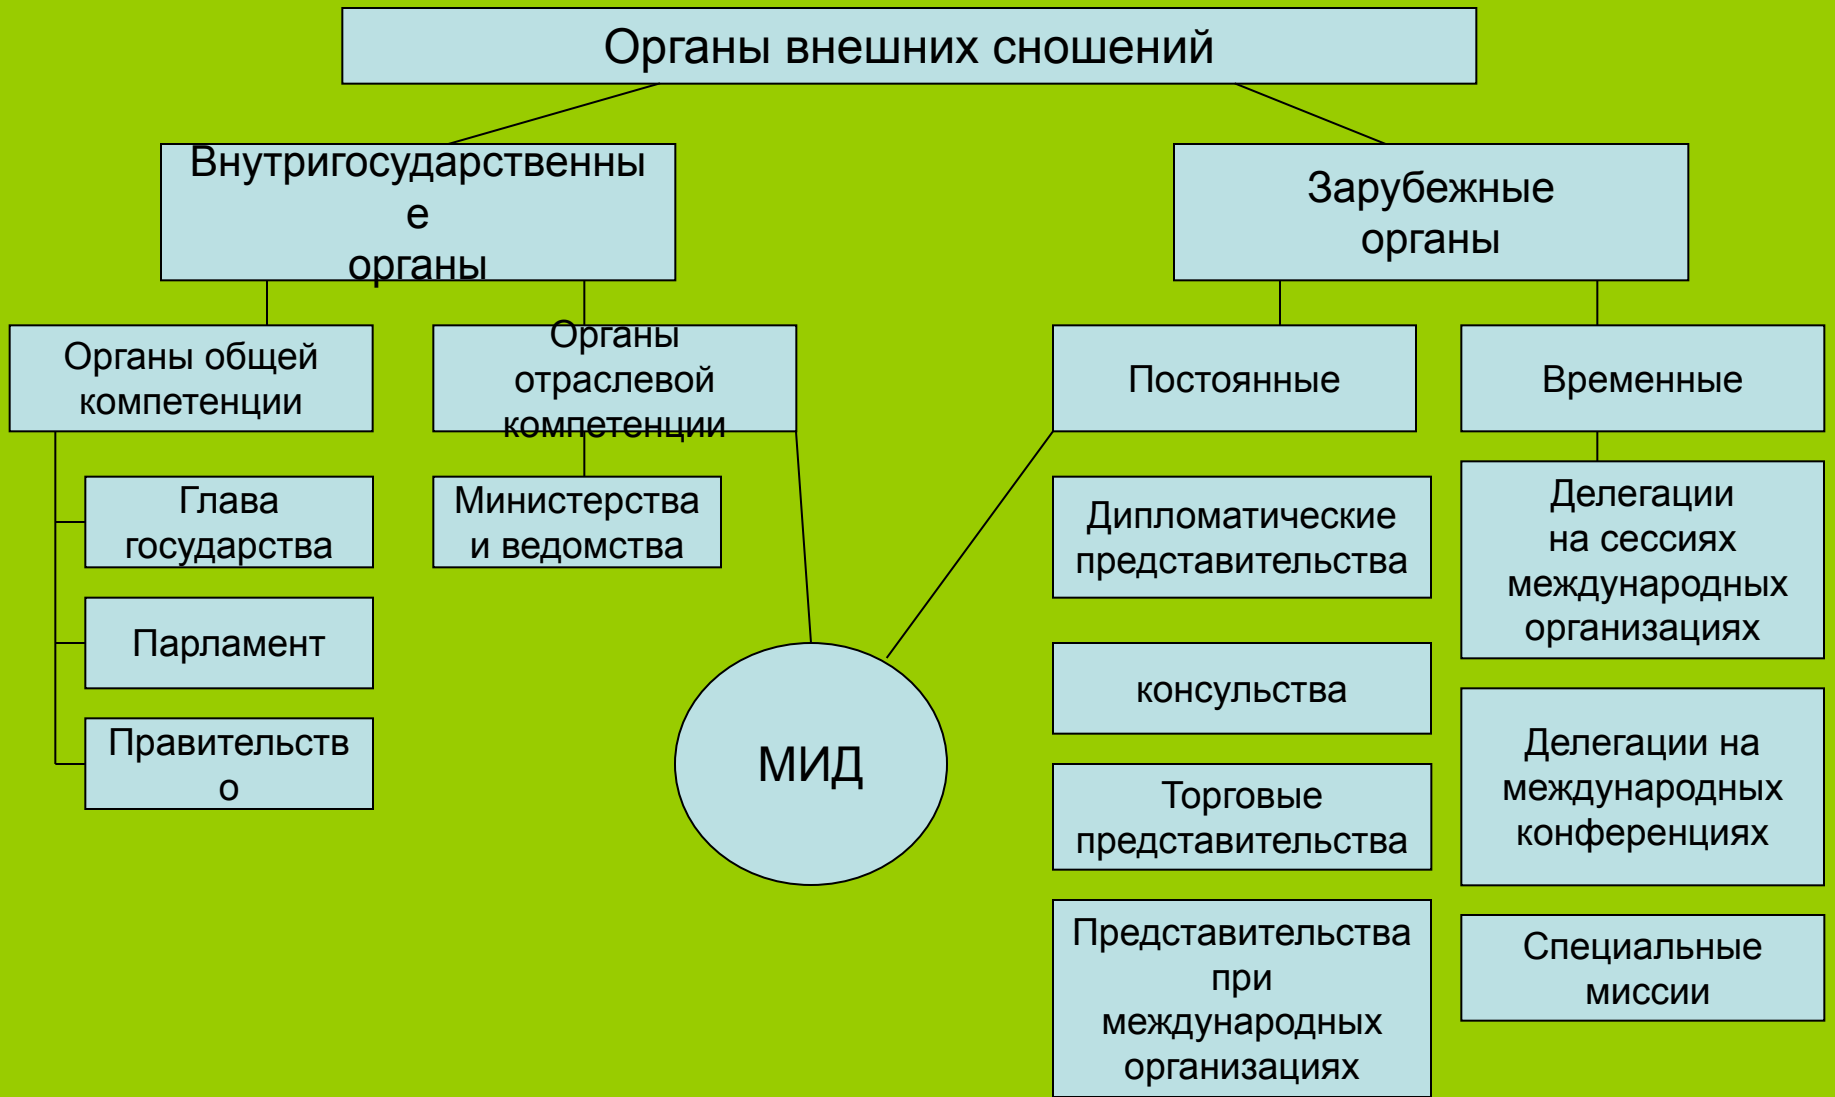 Органы внешних сношений
Внутригосударственны
е
органы
Зарубежные
органы
Органы общей
компетенции
Органы
отраслевой
компетенции
Постоянные
Временные
Глава
государства
Министерства
и ведомства
Парламент
Правительств
о
МИД
Дипломатические
представительства
консульства
Торговые
представительства
Представительства
при
международных
организациях
Делегации
на сессиях
международных
организациях
Делегации на
международных
конференциях
Специальные
миссии